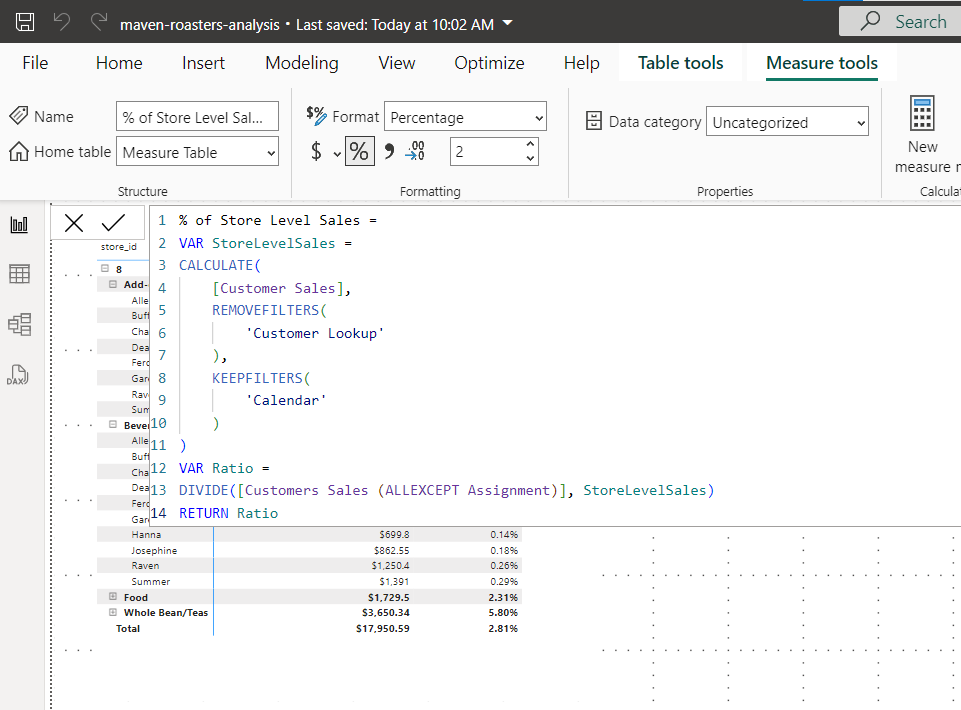 maven-roasters-analysis • Last saved: Today at 10:02 AM
Search
File Home Insert Modeling View Optimize Help Table tools Measure tools
Name % of Store Level Sal...
Format Percentage
Data category Uncategorized
New
measure
Home table Measure Table
$ % 9 .00 2
Structure Formatting Properties Calcula
1 % of Store Level Sales =
2 VAR StoreLevelSales =
3 CALCULATE(
4 [Customer Sales],
5 REMOVEFILTERS(
6 'Customer Lookup'
7 ),
8 KEEPFILTERS(
9 'Calendar'
10 )
11 )
12 VAR Ratio =
13 DIVIDE([Customers Sales (ALLEXCEPT Assignment)], StoreLevelSales)
14 RETURN Ratio
DAX
store_id
8
Add-
Alle
Buff
Cha
Dea
Ferc
Gar
Rav
Sum
Beve
Alle
Buff
Cha
Dea
Ferc
Gar
Hanna $699.8 0.14%
Josephine $862.55 0.18%
Raven $1,250.4 0.26%
Summer $1,391 0.29%
Food $1,729.5 2.31%
Whole Bean/Teas $3,650.34 5.80%
Total $17,950.59 2.81%